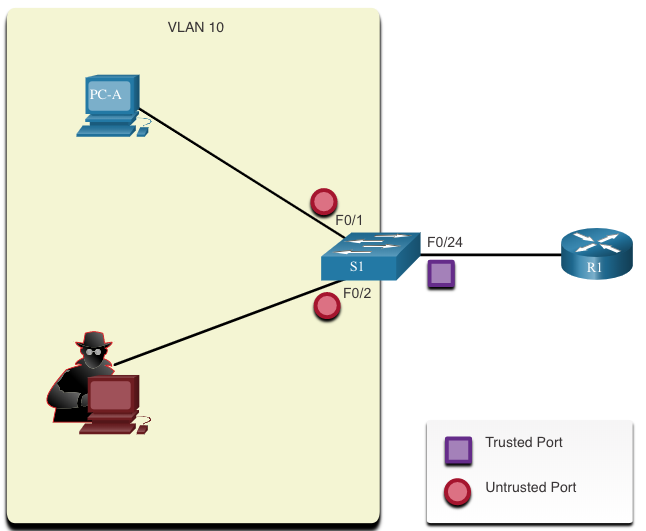 VLAN 10
PC-A
F0/1
F0/24
S1
R1
F0/2
Trusted Port
Untrusted Port